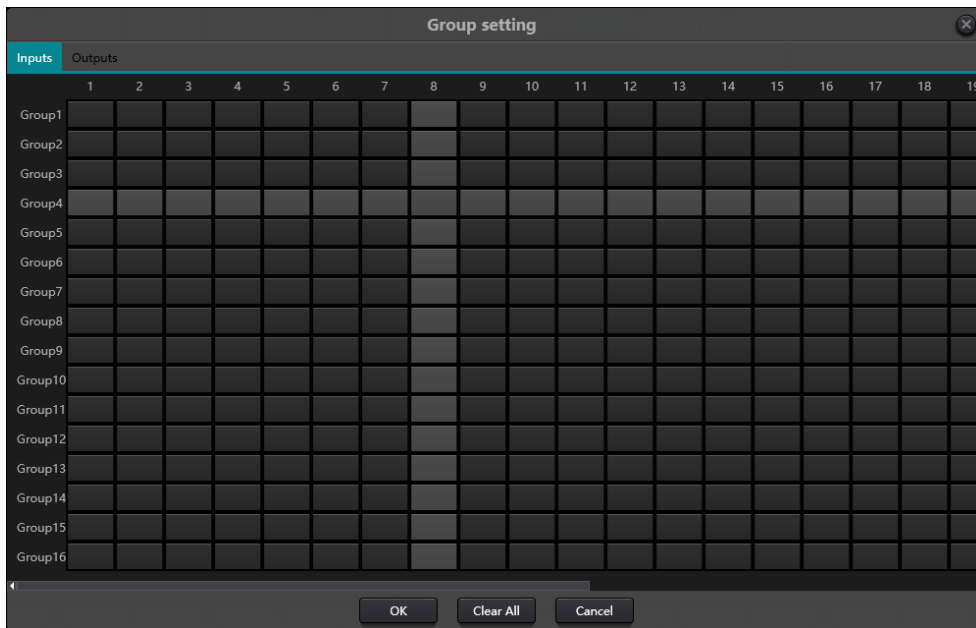 Group setting
Inputs Outputs
1 2 3 4 5 6 7 8 9 10 11 12 13 14 15 16 17 18 19
Group1
Group2
Group3
Group4
Group5
Group6
Group7
Group8
Group9
Group10
Group11
Group12
Group13
Group14
Group15
Group16
OK Clear All Cancel